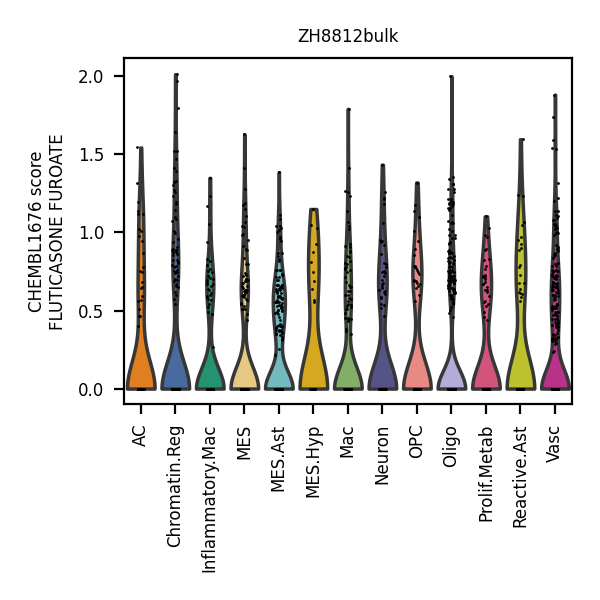 ZH8812bulk
CHEMBL1676 score
FLUTICASONE FUROATE
2.0
1.5
1.0
0.5
0.0
AC
Chromatin.Reg
Inflammatory.Mac
MES
MES.Ast
MES.Hyp
Mac
Neuron
OPC
Oligo
Prolif.Metab
Reactive.Ast
Vasc